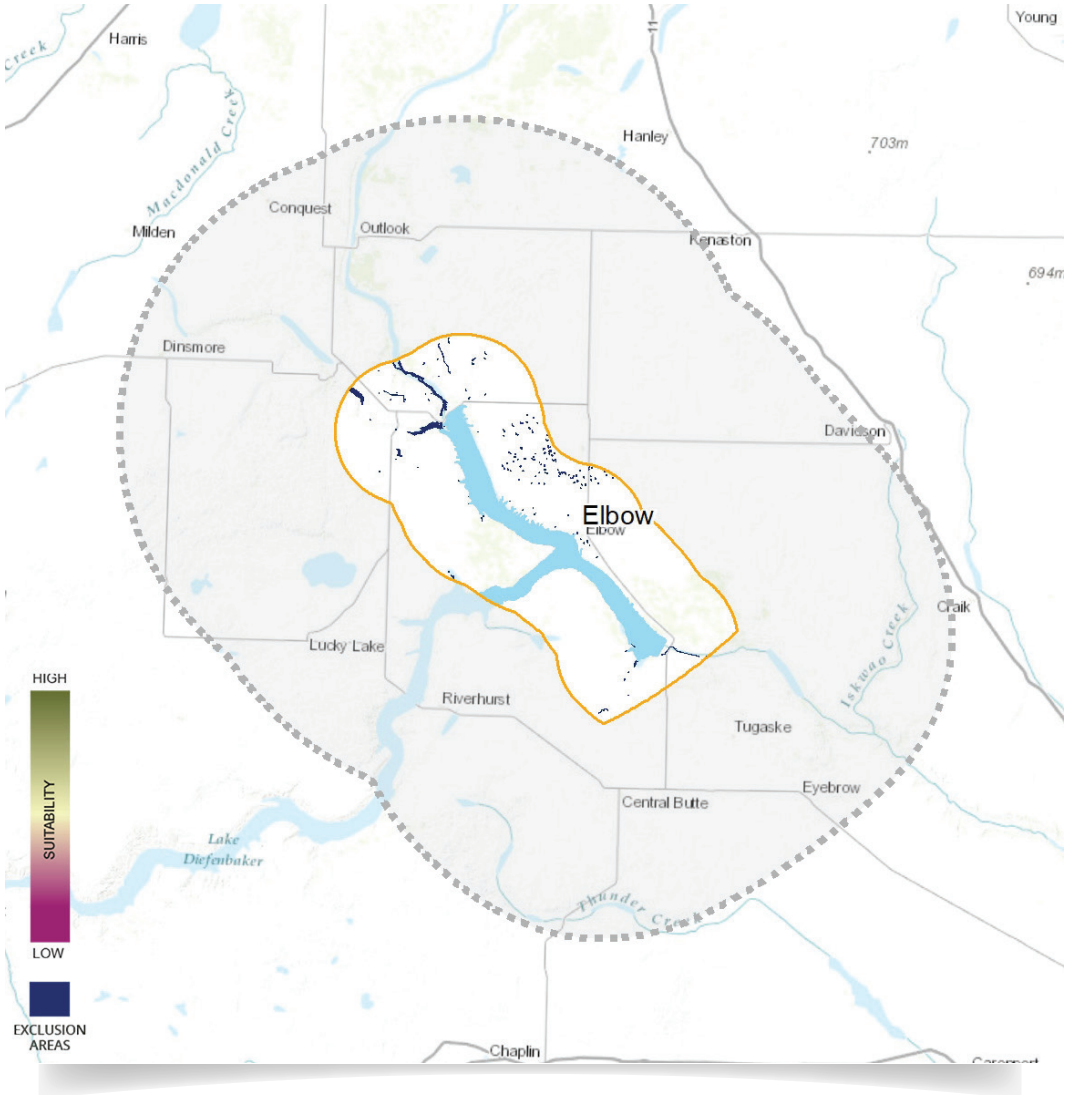 Young
Harris
Creek
11
Hanley
703m
Macdonald Creek
Conquest
Milden
Outlook
Kenaston
694m
Dinsmore
Davidson
Elbow
Elbow
Craik
Iskwao Creek
Lucky Lake
HIGH
Riverhurst
Tugaske
SUITABILITY
Eyebrow
Central Butte
Lake
Diefenbaker
Thunder Creek
LOW
EXCLUSION
AREAS
Chaplin